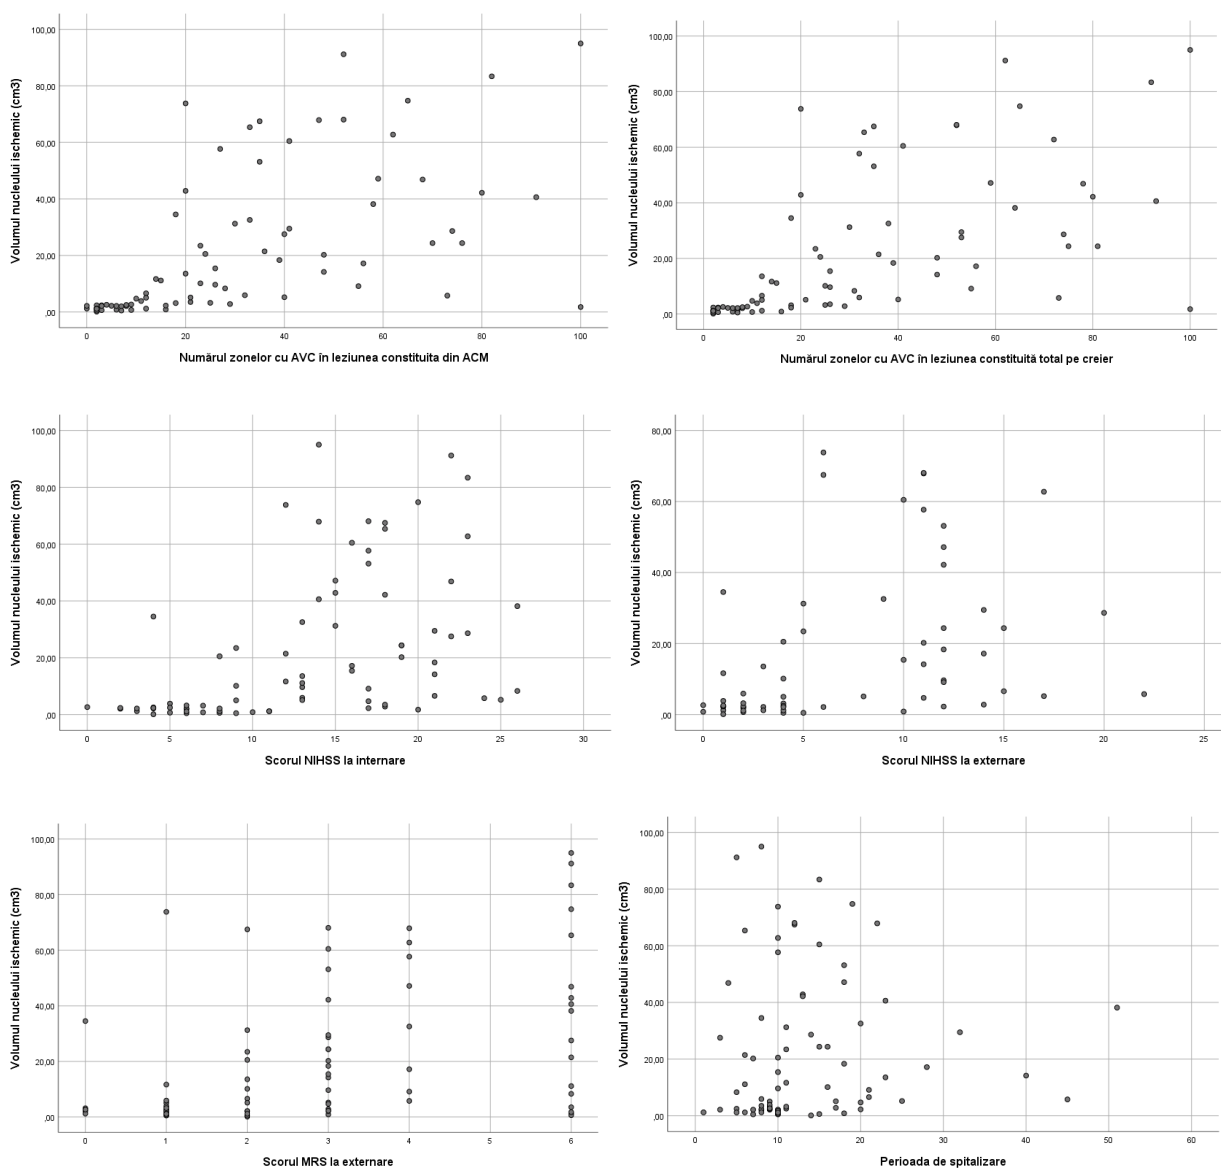 100,00
80,00
60,00
40,00
20,00
,00
0 20 40 60 80 100
Volumul nucleului ischemic (cm3)
Numărul zonelor cu AVC în leziunea constituita din ACM
100,00
80,00
60,00
40,00
20,00
,00
0 20 40 60 80 100
Volumul nucleului ischemic (cm3)
Numărul zonelor cu AVC în leziunea constituită total pe creier
100,00
80,00
60,00
40,00
20,00
,00
0 5 10 15 20 25 30
Volumul nucleului ischemic (cm3)
Scorul NIHSS la internare
80,00
60,00
40,00
20,00
,00
0 5 10 15 20 25
Volumul nucleului ischemic (cm3)
Scorul NIHSS la externare
100,00
80,00
60,00
40,00
20,00
,00
0 1 2 3 4 5 6
Volumul nucleului ischemic (cm3)
Scorul MRS la externare
100,00
80,00
60,00
40,00
20,00
,00
0 10 20 30 40 50 60
Volumul nucleului ischemic (cm3)
Perioada de spitalizare